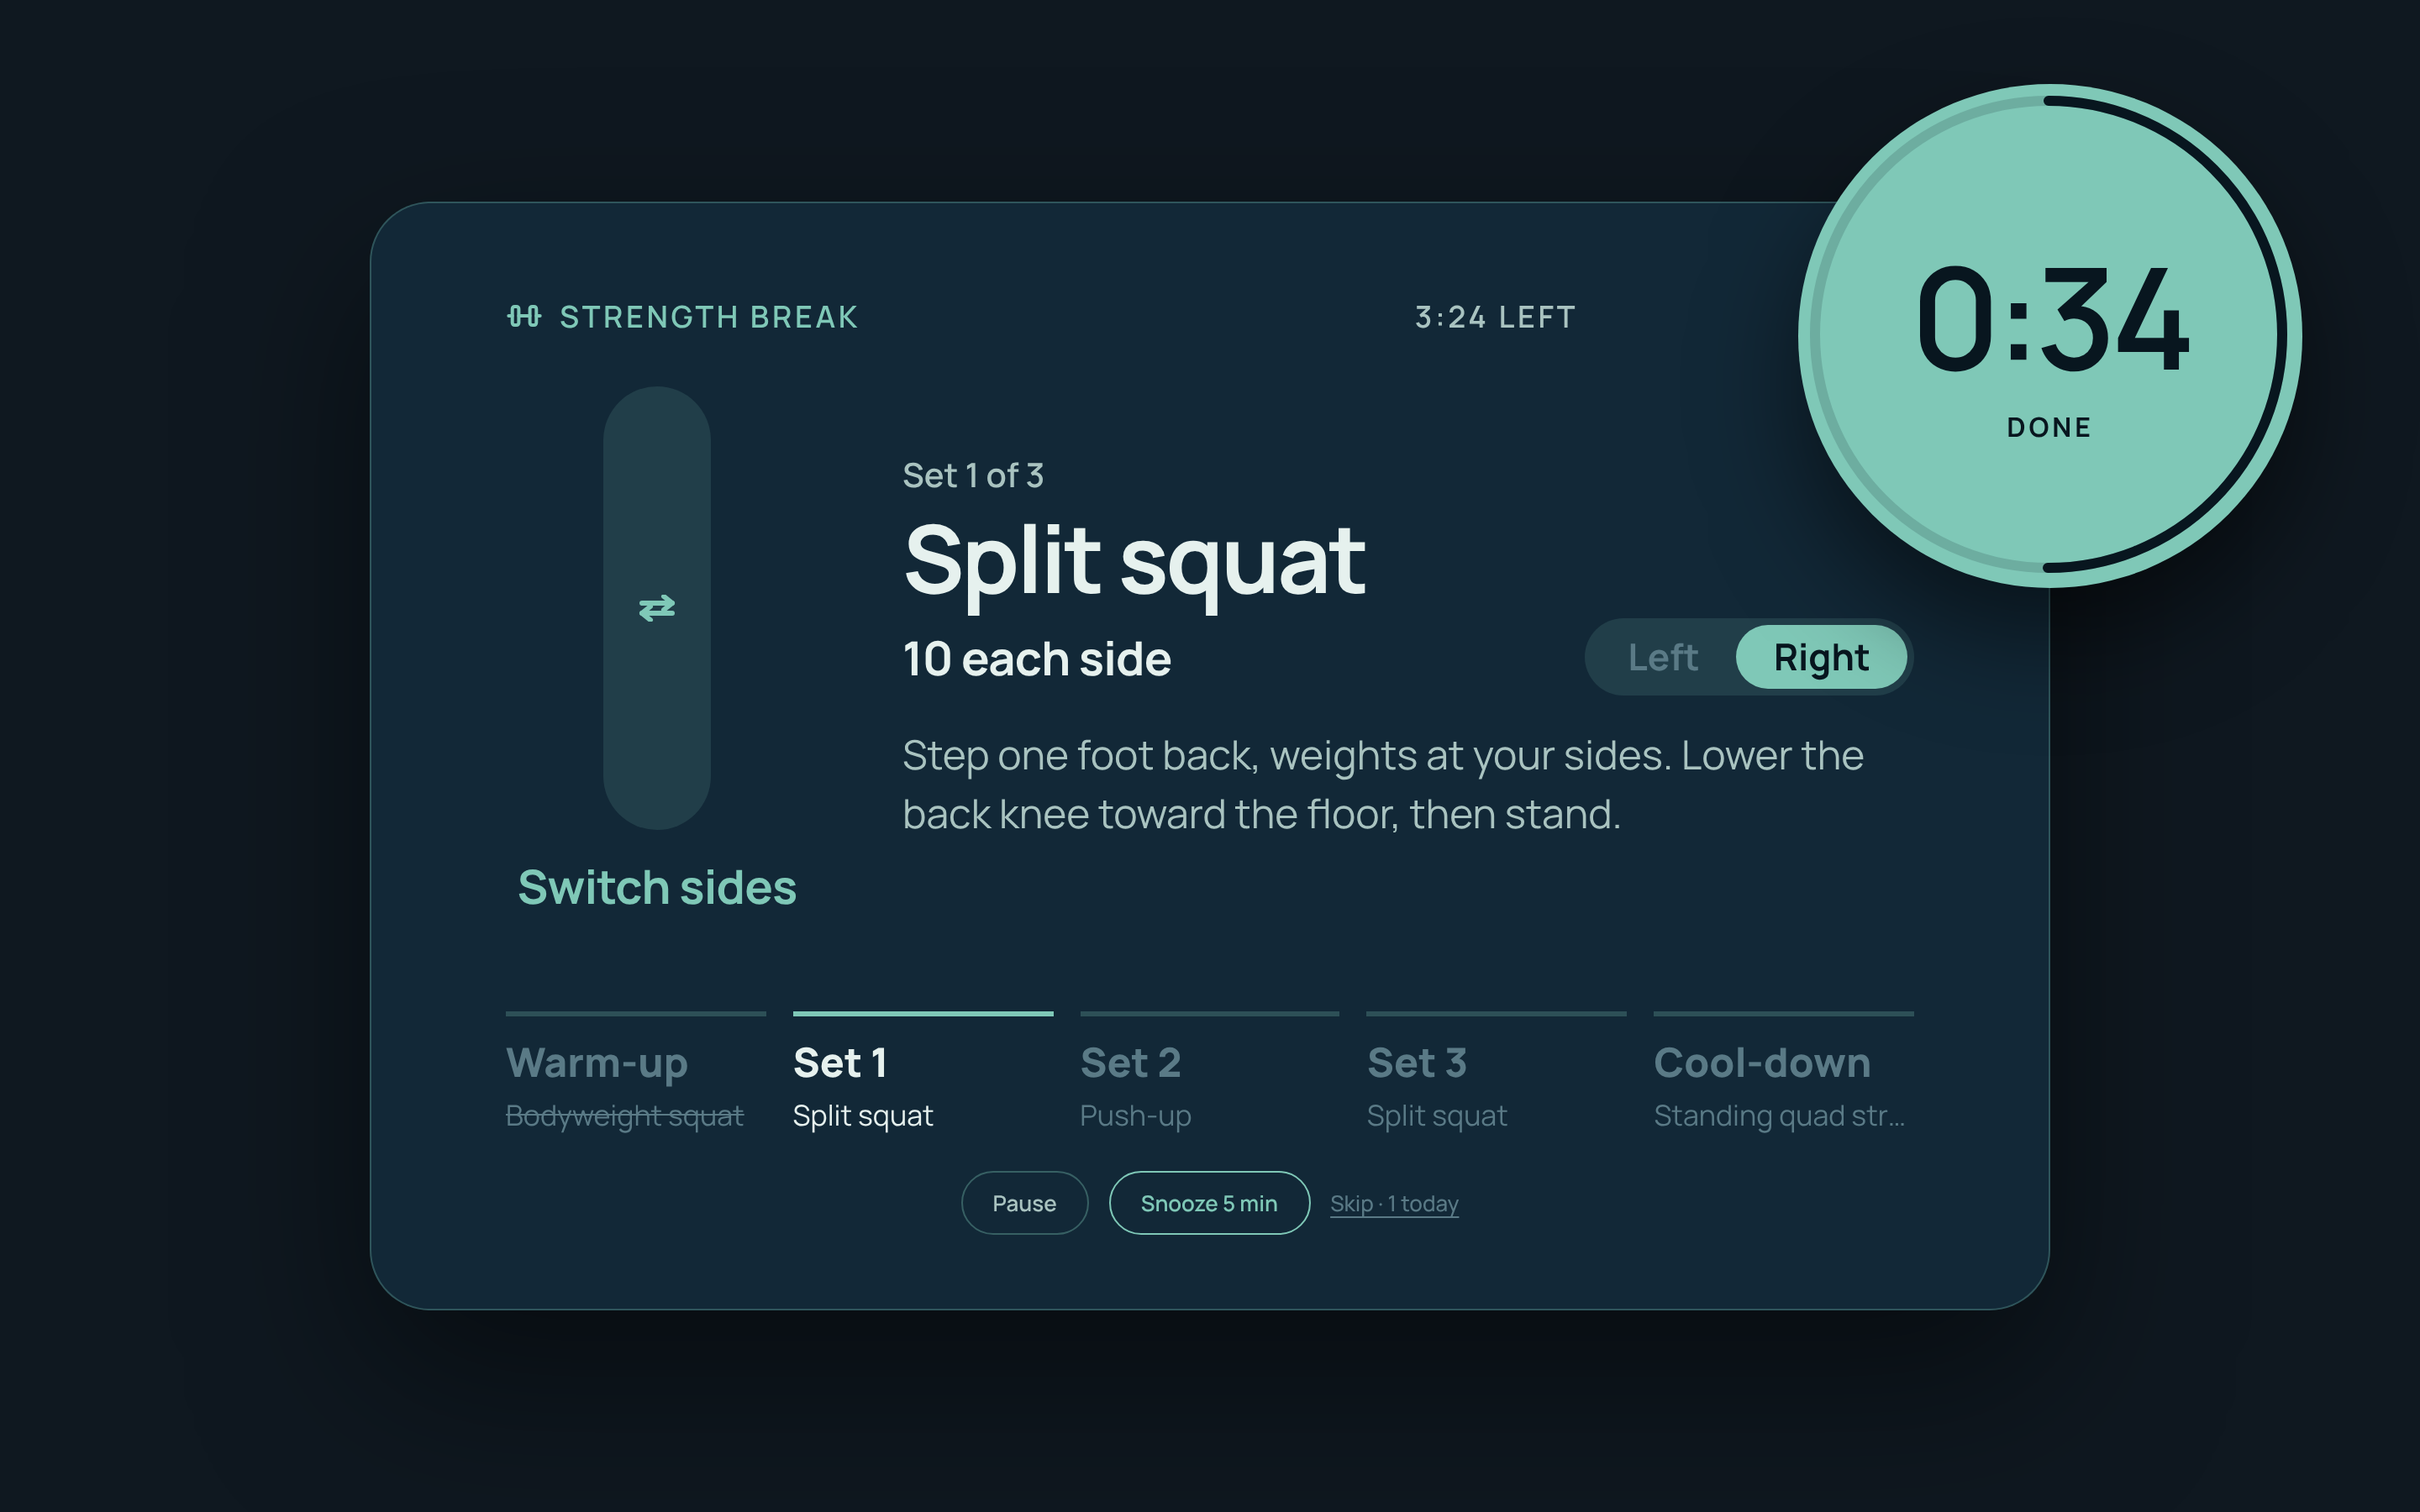 STRENGTH BREAK
3:24 LEFT
0:34
DONE
Set 1 of 3
Split squat
10 each side
Left
Right
Step one foot back, weights at your sides. Lower the
back knee toward the floor, then stand.
Switch sides
Warm-up
Bodyweight squat
Set 1
Split squat
Set 2
Push-up
Set 3
Split squat
Cool-down
Standing quad str...
Pause
Snooze 5 min
Skip · 1 today